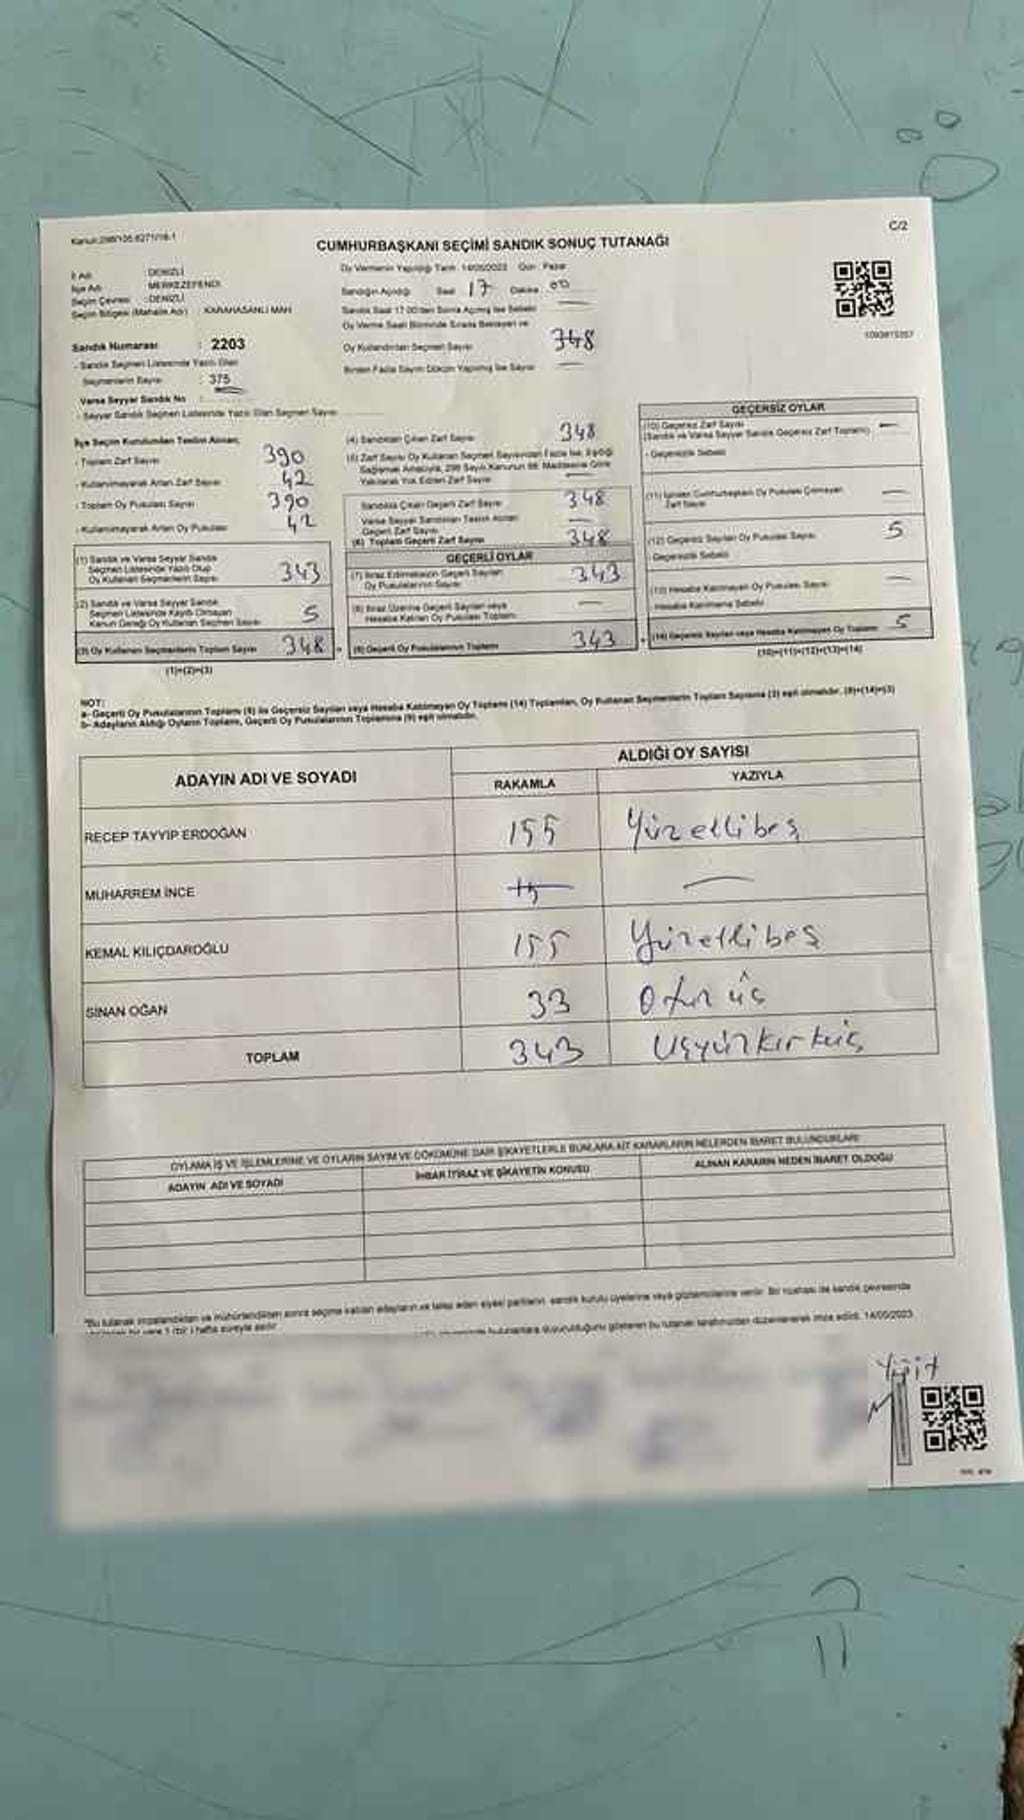 C/2
CUMHURBAŞKANI SEÇİMİ SANDIK SONUÇ TUTANAĞI
İl Adı : DENİZLİ
İlçe Adı : MERKEZEFENDİ
Seçim Çevresi : DENİZLİ
Seçim Bölgesi (Mahalle Adı) : KARAHASANLI MAH
Sandık Numarası : 2203
- Sandık Seçmen Listesinde Yazılı Olan
Seçmenlerin Sayısı : 375
Varsa Seyyar Sandık No :
- Seyyar Sandık Seçmen Listesinde Yazılı Olan Seçmen Sayısı
Oy Vermenin Yapıldığı Tarih 14/05/2023 Gün Pazar
Sandığın Açıldığı Saat 17 Dakika 00
Sandık Saat 17.00'den Sonra Açılmış İse Sebebi
Oy Verme Saati Bitiminde Sırada Bekleyen ve
Oy Kullandırılan Seçmen Sayısı 348
Birden Fazla Sayım Döküm Yapılmış İse Sayısı —
İlçe Seçim Kurulundan Teslim Alınan;
- Toplam Zarf Sayısı 390
- Kullanılmayarak Artan Zarf Sayısı 42
- Toplam Oy Pusulası Sayısı 390
- Kullanılmayarak Artan Oy Pusulası 42
(1) Sandık ve Varsa Seyyar Sandık
Seçmen Listesinde Yazılı Olup
Oy Kullanan Seçmenlerin Sayısı 343
(2) Sandık ve Varsa Seyyar Sandık
Seçmen Listesinde Kayıtlı Olmayan
Kanun Gereği Oy Kullanan Seçmen Sayısı 5
(3) Oy Kullanan Seçmenlerin Toplam Sayısı 348
(1)+(2)=(3)
(4) Sandıktan Çıkan Zarf Sayısı 348
(5) Zarf Sayısı Oy Kullanan Seçmen Sayısından Fazla İse, Eşitliği
Sağlamak Amacıyla, 298 Sayılı Kanunun 98. Maddesine Göre
Yakılarak Yok Edilen Zarf Sayısı —
Sandıkta Çıkan Geçerli Zarf Sayısı 348
Varsa Seyyar Sandıktan Teslim Alınan
Geçerli Zarf Sayısı —
(6) Toplam Geçerli Zarf Sayısı 348
GEÇERLİ OYLAR
(7) İtiraz Edilmeksizin Geçerli Sayılan
Oy Pusulalarının Sayısı 343
(8) İtiraz Üzerine Geçerli Sayılan veya
Hesaba Katılan Oy Pusulası Toplamı —
(9) Geçerli Oy Pusulalarının Toplamı 343
GEÇERSİZ OYLAR
(10) Geçersiz Zarf Sayısı —
(Sandık ve Varsa Seyyar Sandık Geçersiz Zarf Toplamı)
- Geçersizlik Sebebi
(11) İçinden Cumhurbaşkanı Oy Pusulası Çıkmayan
Zarf Sayısı —
(12) Geçersiz Sayılan Oy Pusulası Sayısı 5
Geçersizlik Sebebi
(13) Hesaba Katılmayan Oy Pusulası Sayısı —
Hesaba Katılmama Sebebi
(14) Geçersiz Sayılan veya Hesaba Katılmayan Oy Toplamı 5
(10)+(11)+(12)+(13)=(14)
NOT:
a- Geçerli Oy Pusulalarının Toplamı (9) ile Geçersiz Sayılan veya Hesaba Katılmayan Oy Toplamı (14) Toplamları, Oy Kullanan Seçmenlerin Toplam Sayısına (3) eşit olmalıdır. (9)+(14)=(3)
b- Adayların Aldığı Oyların Toplamı, Geçerli Oy Pusulalarının Toplamına (9) eşit olmalıdır.
ADAYIN ADI VE SOYADI
ALDIĞI OY SAYISI
RAKAMLA YAZIYLA
RECEP TAYYİP ERDOĞAN 155 Yüzellibeş
MUHARREM İNCE —
KEMAL KILIÇDAROĞLU 155 Yüzellibeş
SİNAN OĞAN 33 Otuz üç
TOPLAM 343 Üçyüzkırküç
OYLAMA İŞ VE İŞLEMLERİNE VE OYLARIN SAYIM VE DÖKÜMÜNE DAİR ŞİKAYETLERLE BUNLARA AİT KARARLARIN NELERDEN İBARET BULUNDUKLARI
ADAYIN ADI VE SOYADI İHBAR İTİRAZ VE ŞİKAYETİN KONUSU ALINAN KARARIN NEDEN İBARET OLDUĞU
"Bu tutanak imzalandıktan ve mühürlendikten sonra seçime katılan adayların ve talep eden siyasi partilerin, sandık kurulu üyelerine veya gözlemcilerine verilir. Bir nüshası da sandık çevresinde
bulunanlara duyurulduğunu gösteren bu tutanak tarafımızdan düzenlenerek imza edildi. 14/05/2023
Yiğit